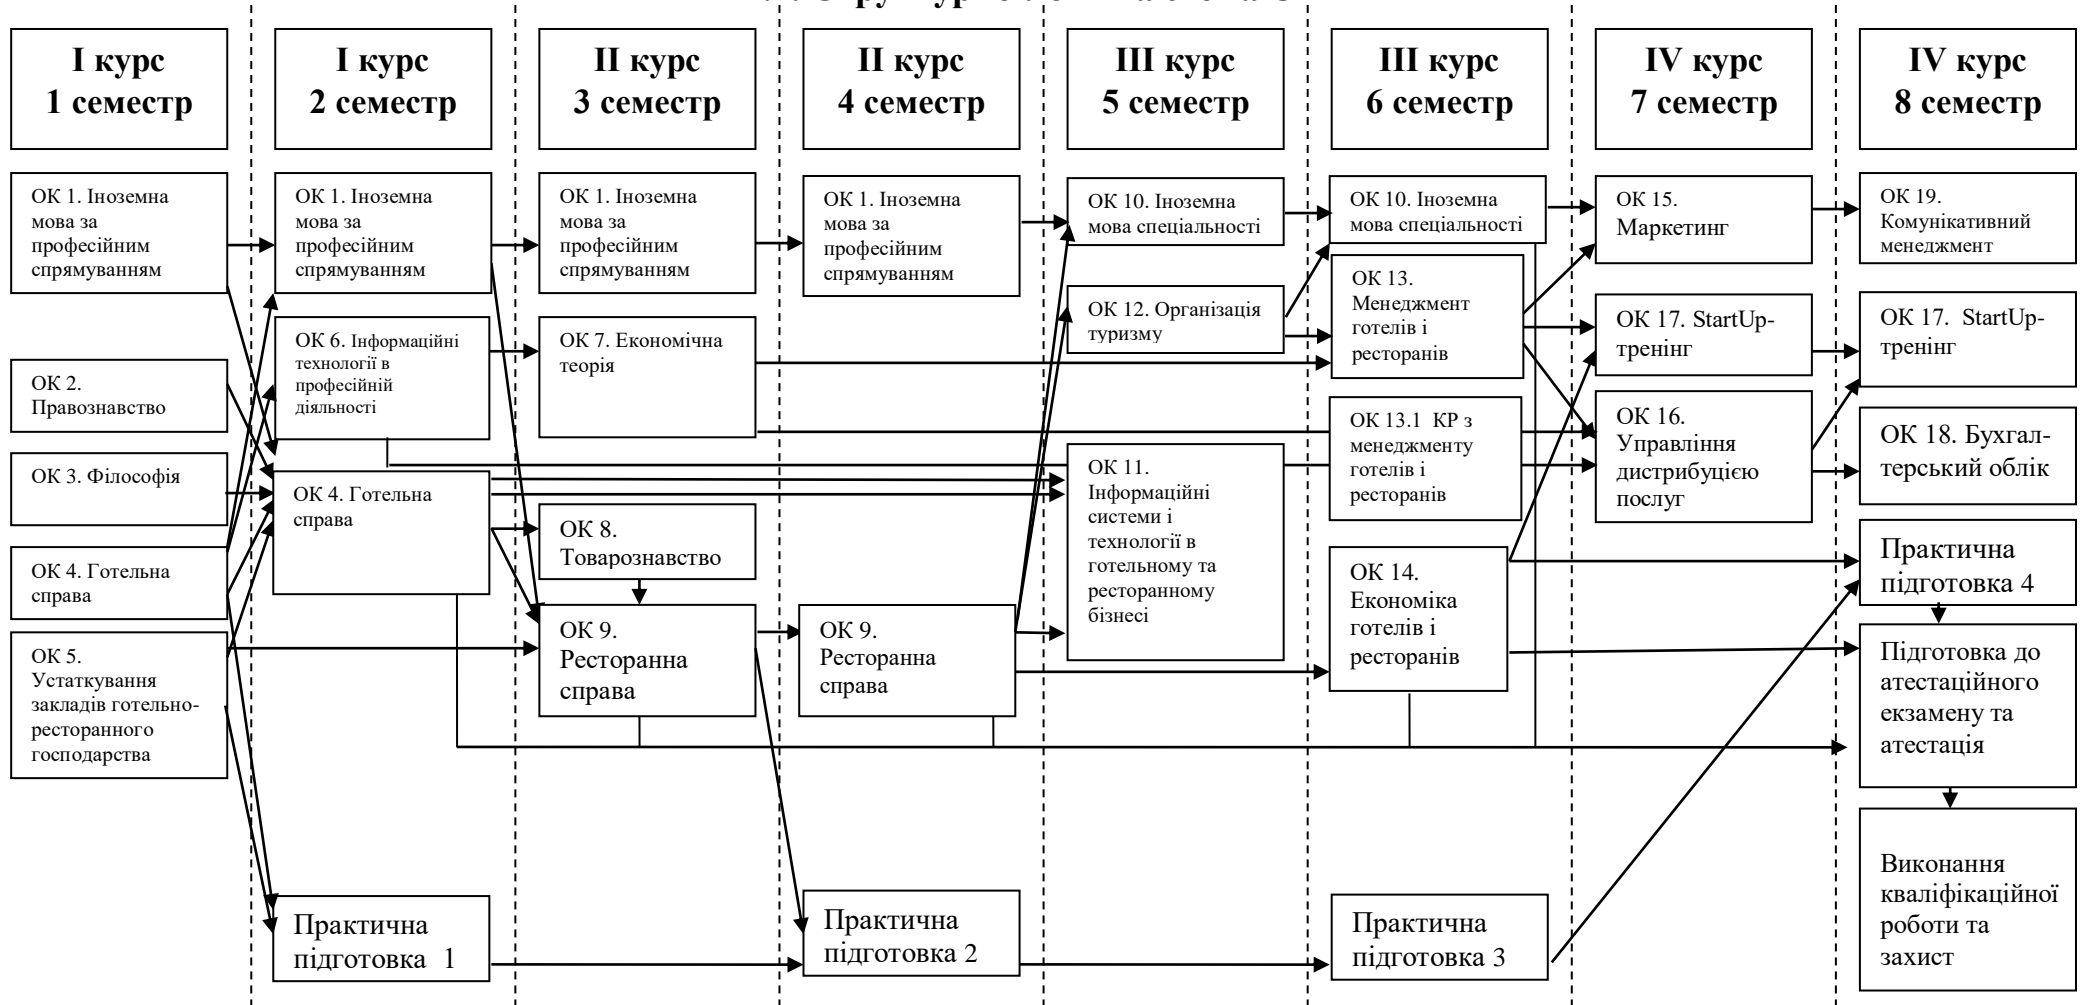 I курс
1 семестр
I курс
2 семестр
II курс
3 семестр
II курс
4 семестр
III курс
5 семестр
III курс
6 семестр
IV курс
7 семестр
IV курс
8 семестр
ОК 1. Іноземна
мова за
професійним
спрямуванням
ОК 2.
Правознавство
ОК 3. Філософія
ОК 4. Готельна
справа
ОК 5.
Устаткування
закладів готельно-
ресторанного
господарства
ОК 1. Іноземна
мова за
професійним
спрямуванням
ОК 6. Інформаційні
технології в
професійній
діяльності
ОК 4. Готельна
справа
Практична
підготовка 1
ОК 1. Іноземна
мова за
професійним
спрямуванням
ОК 7. Економічна
теорія
ОК 8.
Товарознавство
ОК 9.
Ресторанна
справа
ОК 1. Іноземна
мова за
професійним
спрямуванням
ОК 9.
Ресторанна
справа
Практична
підготовка 2
ОК 10. Іноземна
мова спеціальності
ОК 12. Організація
туризму
ОК 11.
Інформаційні
системи і
технології в
готельному та
ресторанному
бізнесі
ОК 10. Іноземна
мова спеціальності
ОК 13.
Менеджмент
готелів і
ресторанів
ОК 13.1 КР з
менеджменту
готелів і
ресторанів
ОК 14.
Економіка
готелів і
ресторанів
Практична
підготовка 3
ОК 15.
Маркетинг
ОК 17. StartUp-
тренінг
ОК 16.
Управління
дистрибуцією
послуг
ОК 19.
Комунікативний
менеджмент
ОК 17. StartUp-
тренінг
ОК 18. Бухгал-
терський облік
Практична
підготовка 4
Підготовка до
атестаційного
екзамену та
атестація
Виконання
кваліфікаційної
роботи та
захист